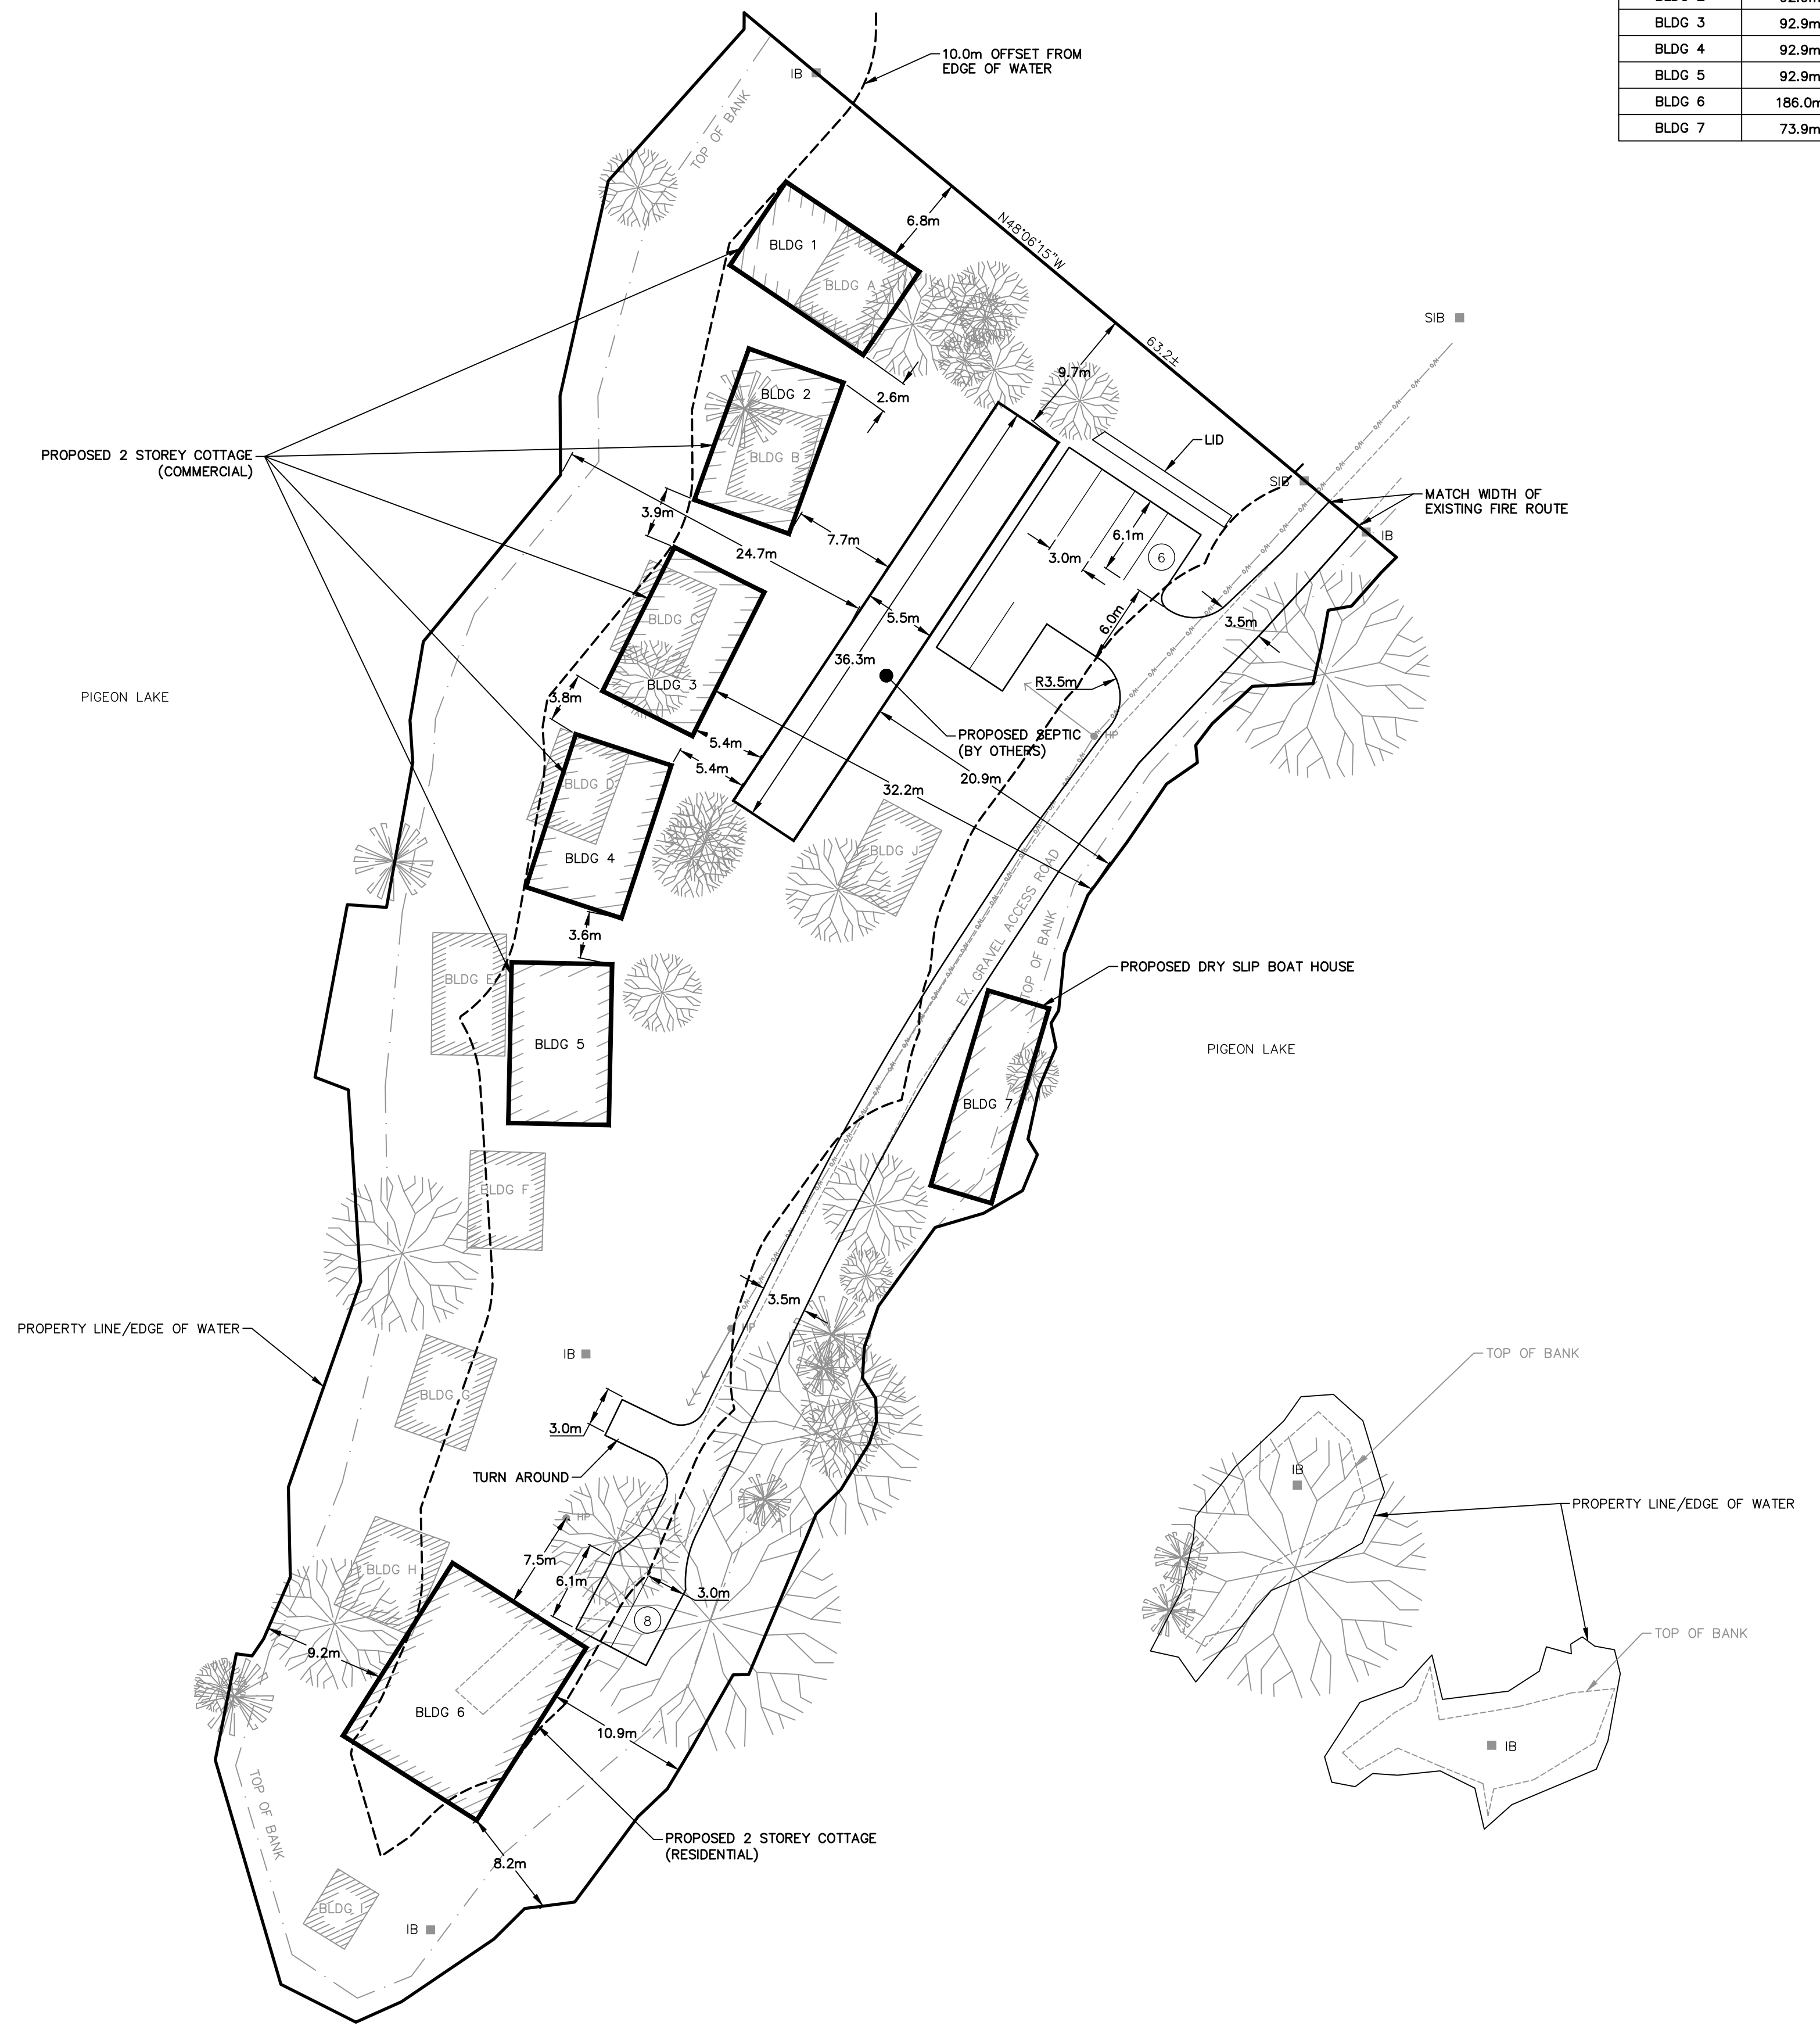 BLDG 3 92.9m
BLDG 4 92.9m
BLDG 5 92.9m
BLDG 6 186.0m
BLDG 7 73.9m
10.0m OFFSET FROM
EDGE OF WATER
IB
TOP OF BANK
6.8m
N48°06'15"W
BLDG 1
BLDG A
SIB
63.2±
9.7m
BLDG 2
2.6m
LID
PROPOSED 2 STOREY COTTAGE
(COMMERCIAL)
BLDG B
SIB
MATCH WIDTH OF
EXISTING FIRE ROUTE
3.9m
6.1m
IB
7.7m
24.7m
3.0m
6
BLDG C
5.5m
6.0m
3.5m
36.3m
BLDG 3
R3.5m
PIGEON LAKE
3.8m
PROPOSED SEPTIC
(BY OTHERS)
HP
5.4m
5.4m
20.9m
32.2m
BLDG D
BLDG J
BLDG 4
EX. GRAVEL ACCESS ROAD
3.6m
TOP OF BANK
PROPOSED DRY SLIP BOAT HOUSE
BLDG E
BLDG 5
PIGEON LAKE
BLDG 7
BLDG F
3.5m
PROPERTY LINE/EDGE OF WATER
HP
IB
TOP OF BANK
BLDG G
3.0m
TURN AROUND
IB
PROPERTY LINE/EDGE OF WATER
HP
7.5m
BLDG H
6.1m
3.0m
8
TOP OF BANK
9.2m
BLDG 6
10.9m
IB
TOP OF BANK
PROPOSED 2 STOREY COTTAGE
(RESIDENTIAL)
8.2m
BLDG I
IB